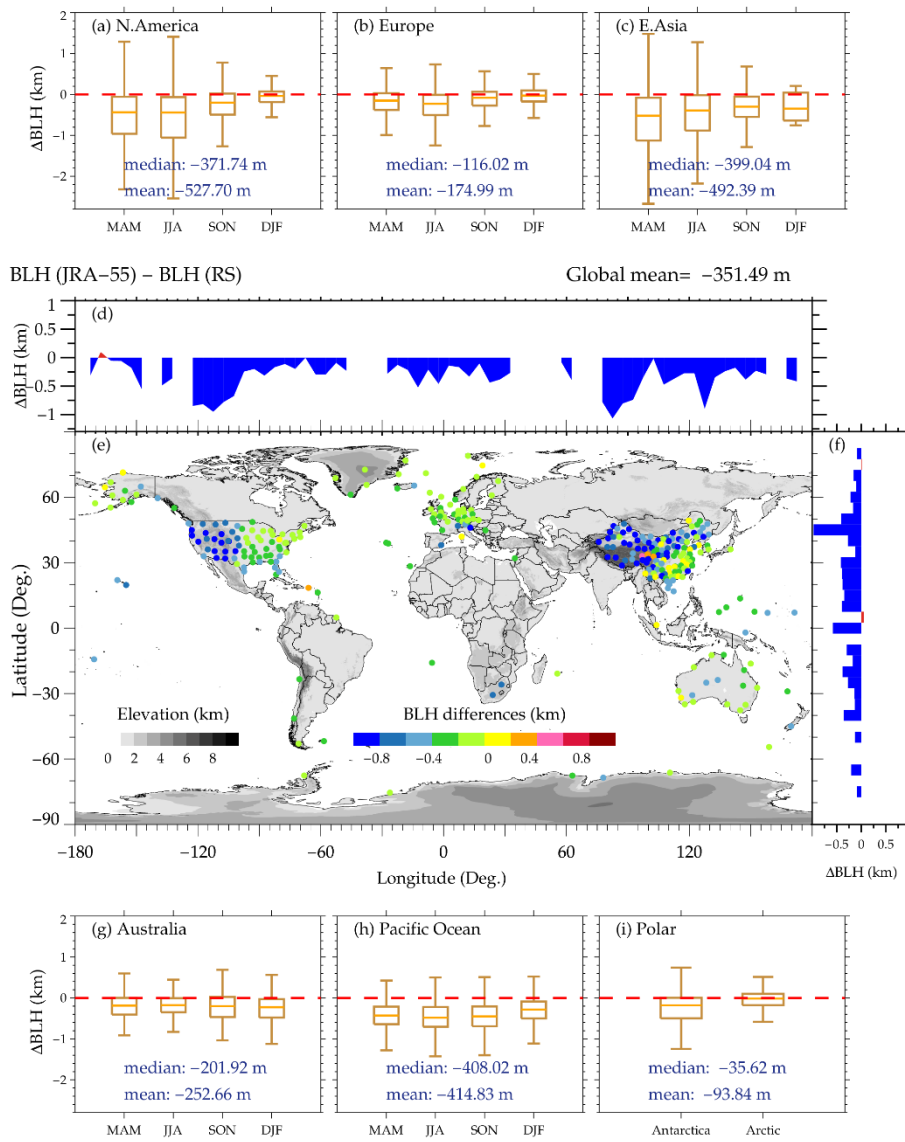 (a) N.America
(b) Europe
(c) E.Asia
ΔBLH (km)
2
1
0
−1
−2
median: −371.74 m
mean: −527.70 m
median: −116.02 m
mean: −174.99 m
median: −399.04 m
mean: −492.39 m
MAM JJA SON DJF
MAM JJA SON DJF
MAM JJA SON DJF
BLH (JRA−55) − BLH (RS)
Global mean= −351.49 m
(d)
ΔBLH (km)
1
0.5
0
−0.5
−1
(e)
(f)
Latitude (Deg.)
60
30
0
−30
−60
−90
Elevation (km)
0 2 4 6 8
BLH differences (km)
−0.8 −0.4 0 0.4 0.8
−180 −120 −60 0 60 120
Longitude (Deg.)
−0.5 0 0.5
ΔBLH (km)
(g) Australia
(h) Pacific Ocean
(i) Polar
ΔBLH (km)
2
1
0
−1
−2
median: −201.92 m
mean: −252.66 m
median: −408.02 m
mean: −414.83 m
median: −35.62 m
mean: −93.84 m
MAM JJA SON DJF
MAM JJA SON DJF
Antarctica Arctic